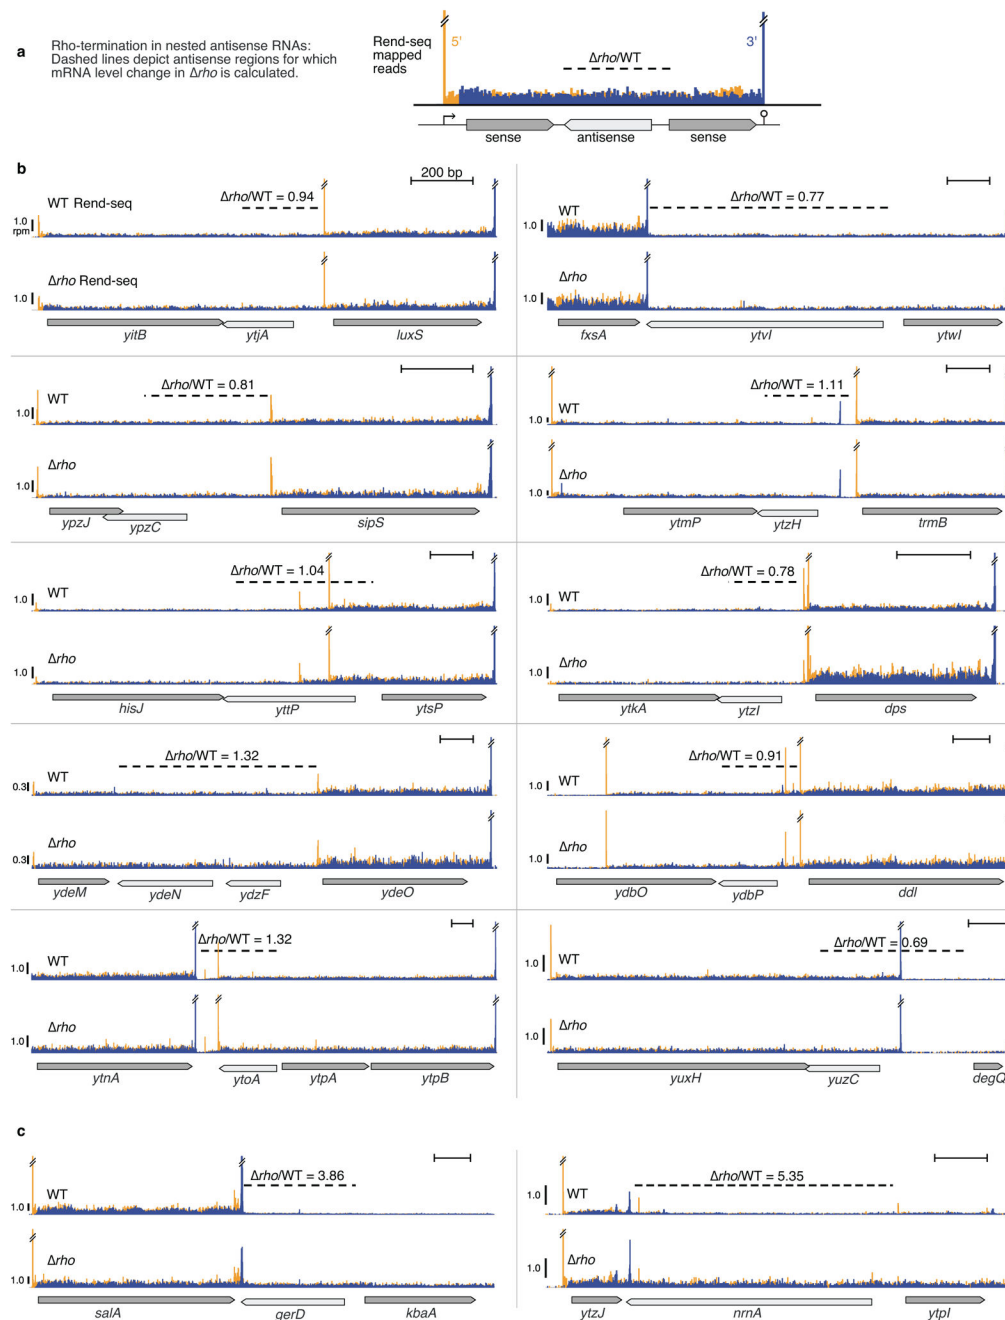 a
Rho-termination in nested antisense RNAs:
Dashed lines depict antisense regions for which
mRNA level change in Δrho is calculated.
Rend-seq
mapped
reads
5'
3'
Δrho/WT
sense
antisense
sense
b
200 bp
WT Rend-seq
Δrho/WT = 0.94
1.0
rpm
Δrho Rend-seq
1.0
yitB
ytjA
luxS
WT
Δrho/WT = 0.77
1.0
Δrho
1.0
fxsA
ytvI
ytwI
WT
Δrho/WT = 0.81
1.0
Δrho
1.0
ypzJ
ypzC
sipS
WT
Δrho/WT = 1.11
1.0
Δrho
1.0
ytmP
ytzH
trmB
WT
Δrho/WT = 1.04
1.0
Δrho
1.0
hisJ
yttP
ytsP
WT
Δrho/WT = 0.78
1.0
Δrho
1.0
ytkA
ytzI
dps
WT
Δrho/WT = 1.32
0.3
Δrho
0.3
ydeM
ydeN
ydzF
ydeO
WT
Δrho/WT = 0.91
1.0
Δrho
1.0
ydbO
ydbP
ddl
WT
Δrho/WT = 1.32
1.0
Δrho
1.0
ytnA
ytoA
ytpA
ytpB
WT
Δrho/WT = 0.69
1.0
Δrho
1.0
yuxH
yuzC
degQ
c
WT
Δrho/WT = 3.86
1.0
Δrho
1.0
salA
gerD
kbaA
WT
Δrho/WT = 5.35
1.0
Δrho
1.0
ytzJ
nrnA
ytpI